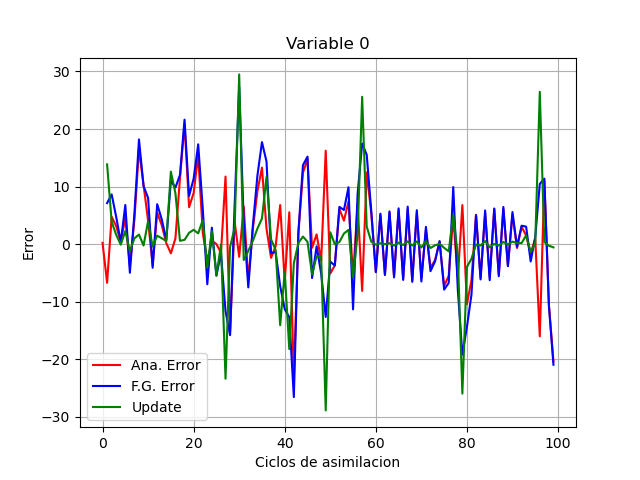 Variable 0
Error
30
20
10
0
−10
−20
−30
Ana. Error
F.G. Error
Update
0
20
40
60
80
100
Ciclos de asimilacion